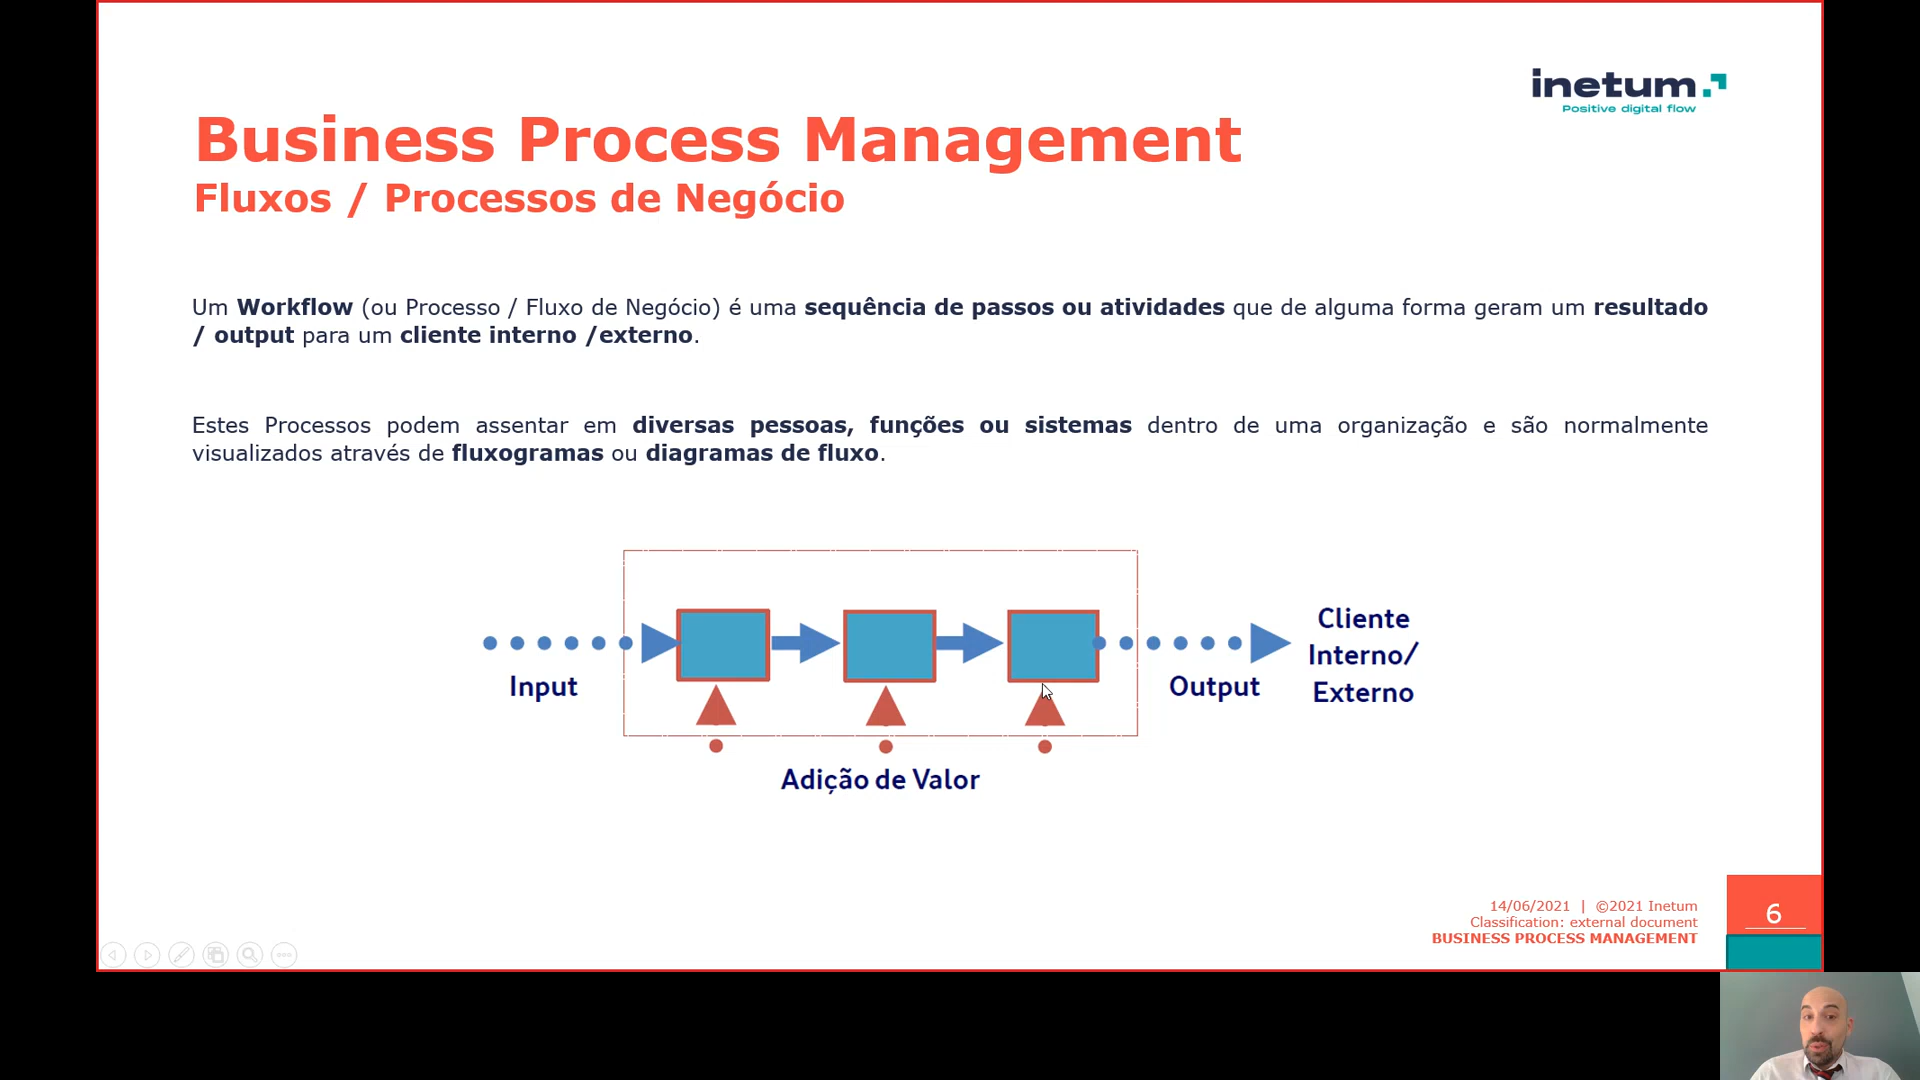 inetum
Positive digital flow
Business Process Management
Fluxos / Processos de Negócio
Um Workflow (ou Processo / Fluxo de Negócio) é uma sequência de passos ou atividades que de alguma forma geram um resultado
/ output para um cliente interno /externo.
Estes Processos podem assentar em diversas pessoas, funções ou sistemas dentro de uma organização e são normalmente
visualizados através de fluxogramas ou diagramas de fluxo.
Input
Output
Cliente
Interno/
Externo
Adição de Valor
14/06/2021 | ©2021 Inetum
Classification: external document
BUSINESS PROCESS MANAGEMENT
6